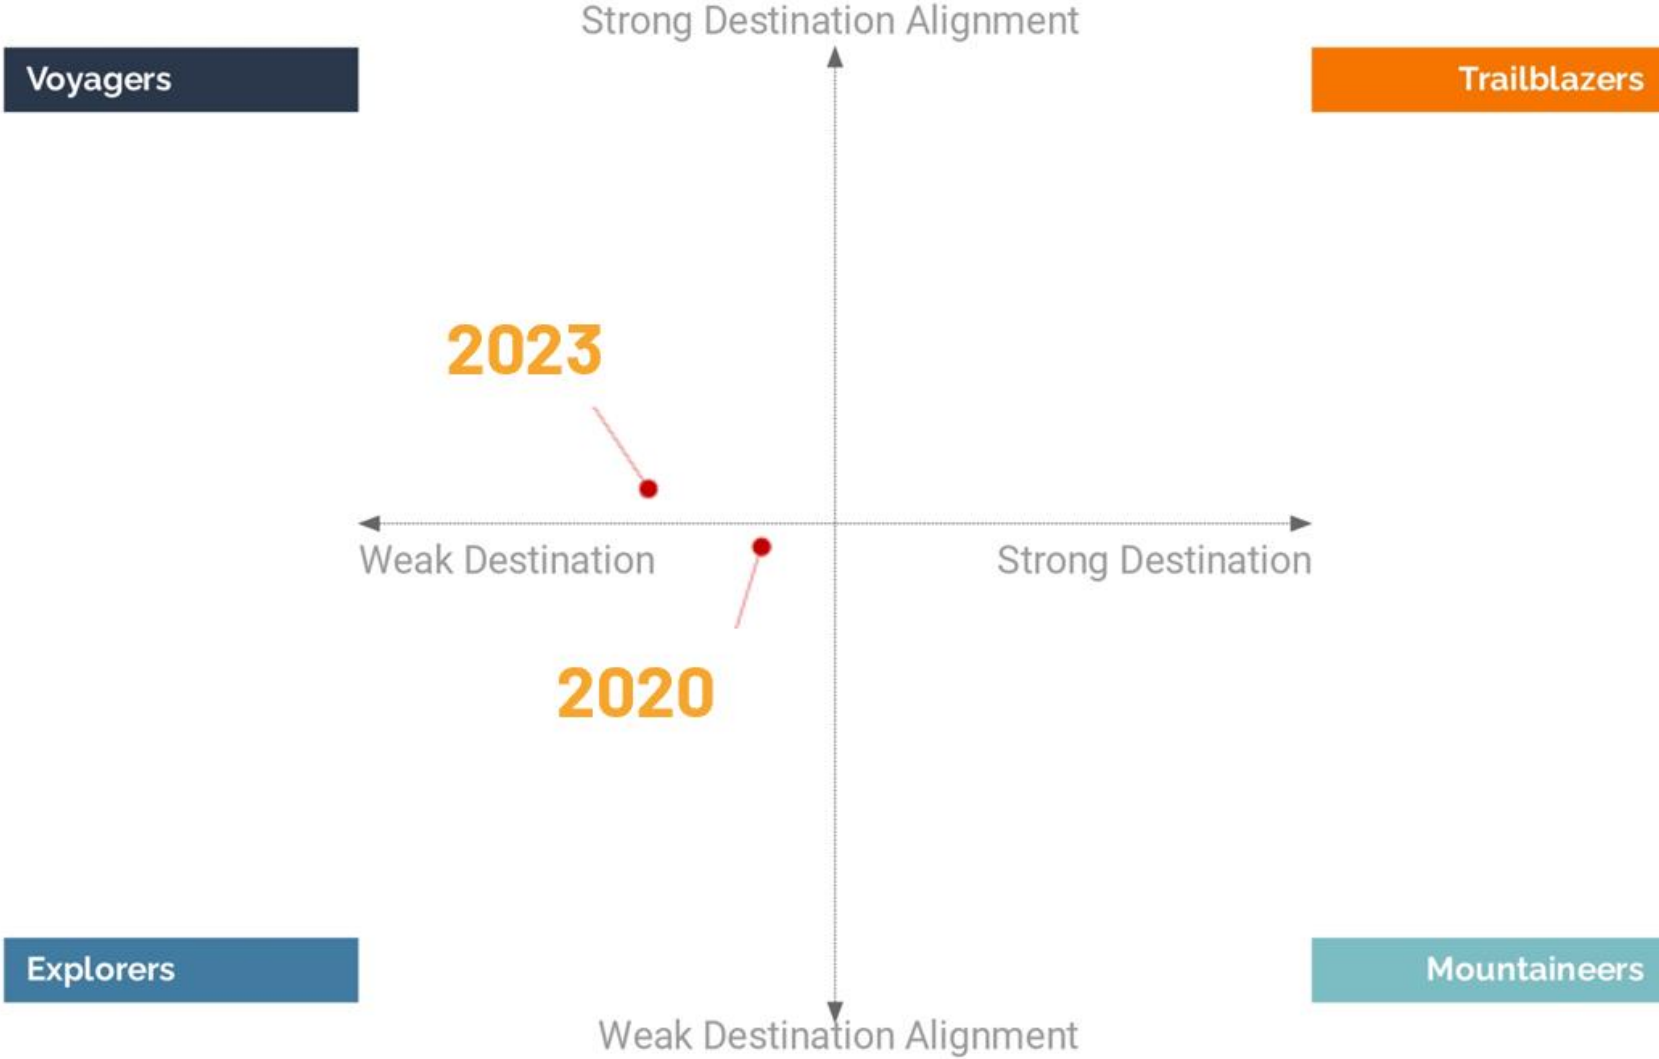 Strong Destination Alignment
Voyagers
Trailblazers
2023
Weak Destination
Strong Destination
2020
Explorers
Mountaineers
Weak Destination Alignment